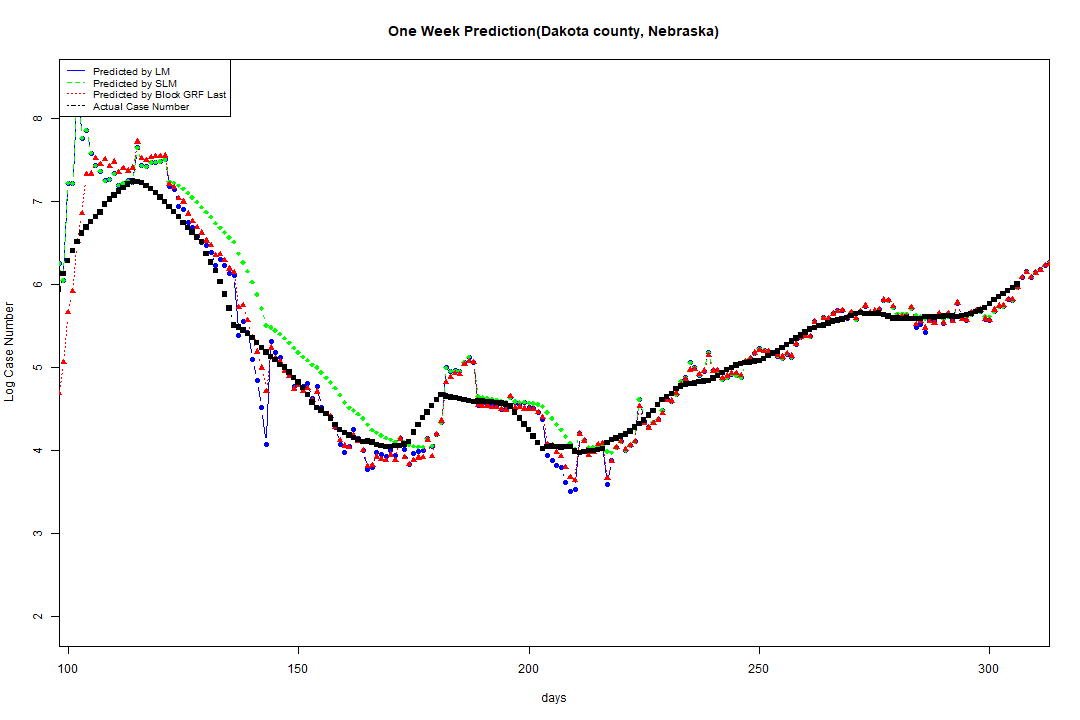 One Week Prediction(Dakota county, Nebraska)
Predicted by LM
Predicted by SLM
Predicted by Block GRF Last
Actual Case Number
8
7
6
5
4
3
2
Log Case Number
100 150 200 250 300
days